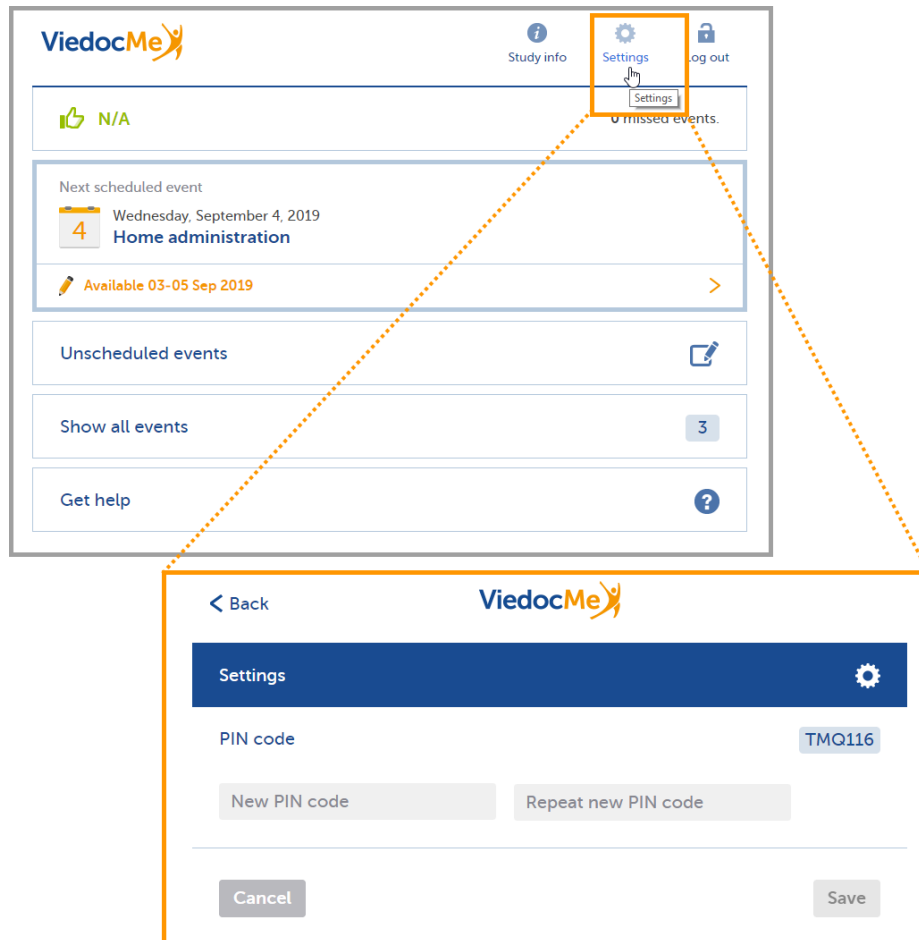 ViedocMe
Study info
Settings
Log out
Settings
N/A
0 missed events.
Next scheduled event
4
Wednesday, September 4, 2019
Home administration
Available 03-05 Sep 2019
Unscheduled events
Show all events
3
Get help
?
Back
ViedocMe
Settings
PIN code
TMQ116
New PIN code
Repeat new PIN code
Cancel
Save